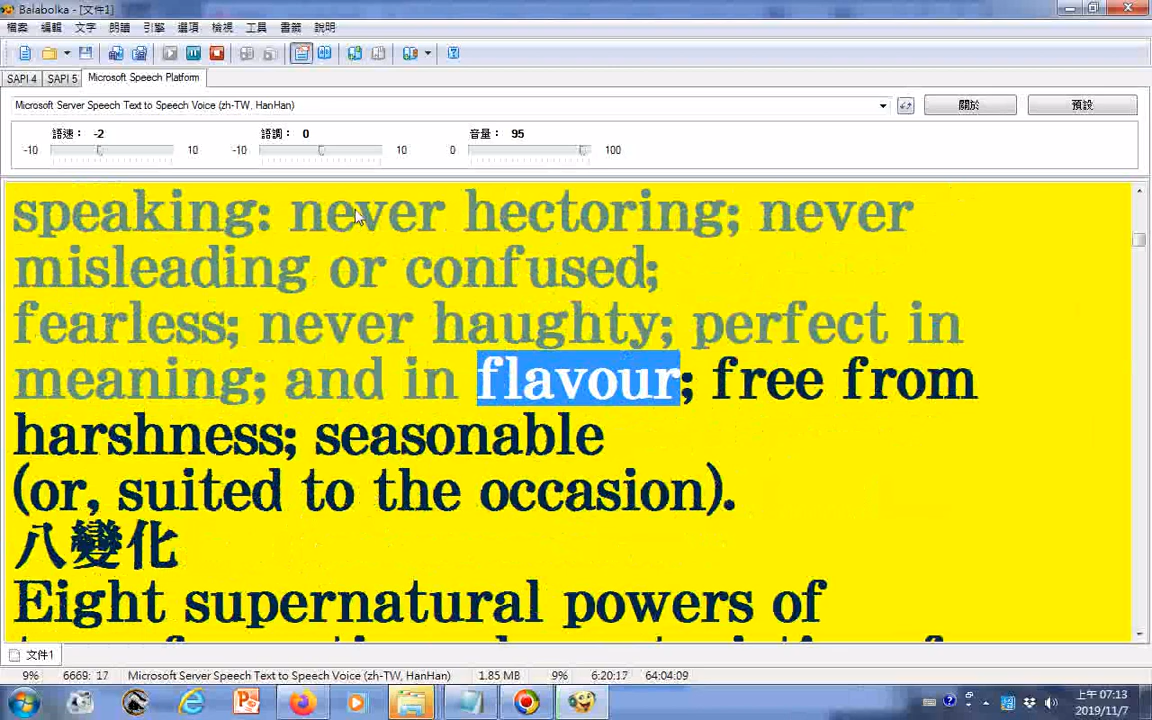 Balabolka - [文件1]
檔案 編輯 文字 朗讀 引擎 選項 檢視 工具 書籤 說明
SAPI 4 SAPI 5 Microsoft Speech Platform
Microsoft Server Speech Text to Speech Voice (zh-TW, HanHan) 關於 預設
語速： -2 語調： 0 音量： 95
-10 10 -10 10 0 100
speaking: never hectoring; never
misleading or confused;
fearless; never haughty; perfect in
meaning; and in flavour; free from
harshness; seasonable
(or, suited to the occasion).
八變化
Eight supernatural powers of
文件1
9% 6669: 17 Microsoft Server Speech Text to Speech Voice (zh-TW, HanHan) 1.85 MB 9% 6:20:17 64:04:09
上午 07:13
2019/11/7